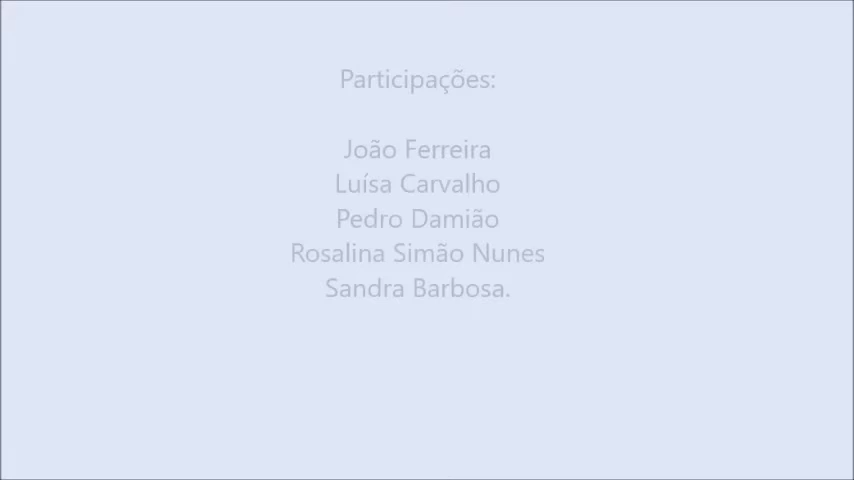 Participações:
João Ferreira
Luísa Carvalho
Pedro Damião
Rosalina Simão Nunes
Sandra Barbosa.